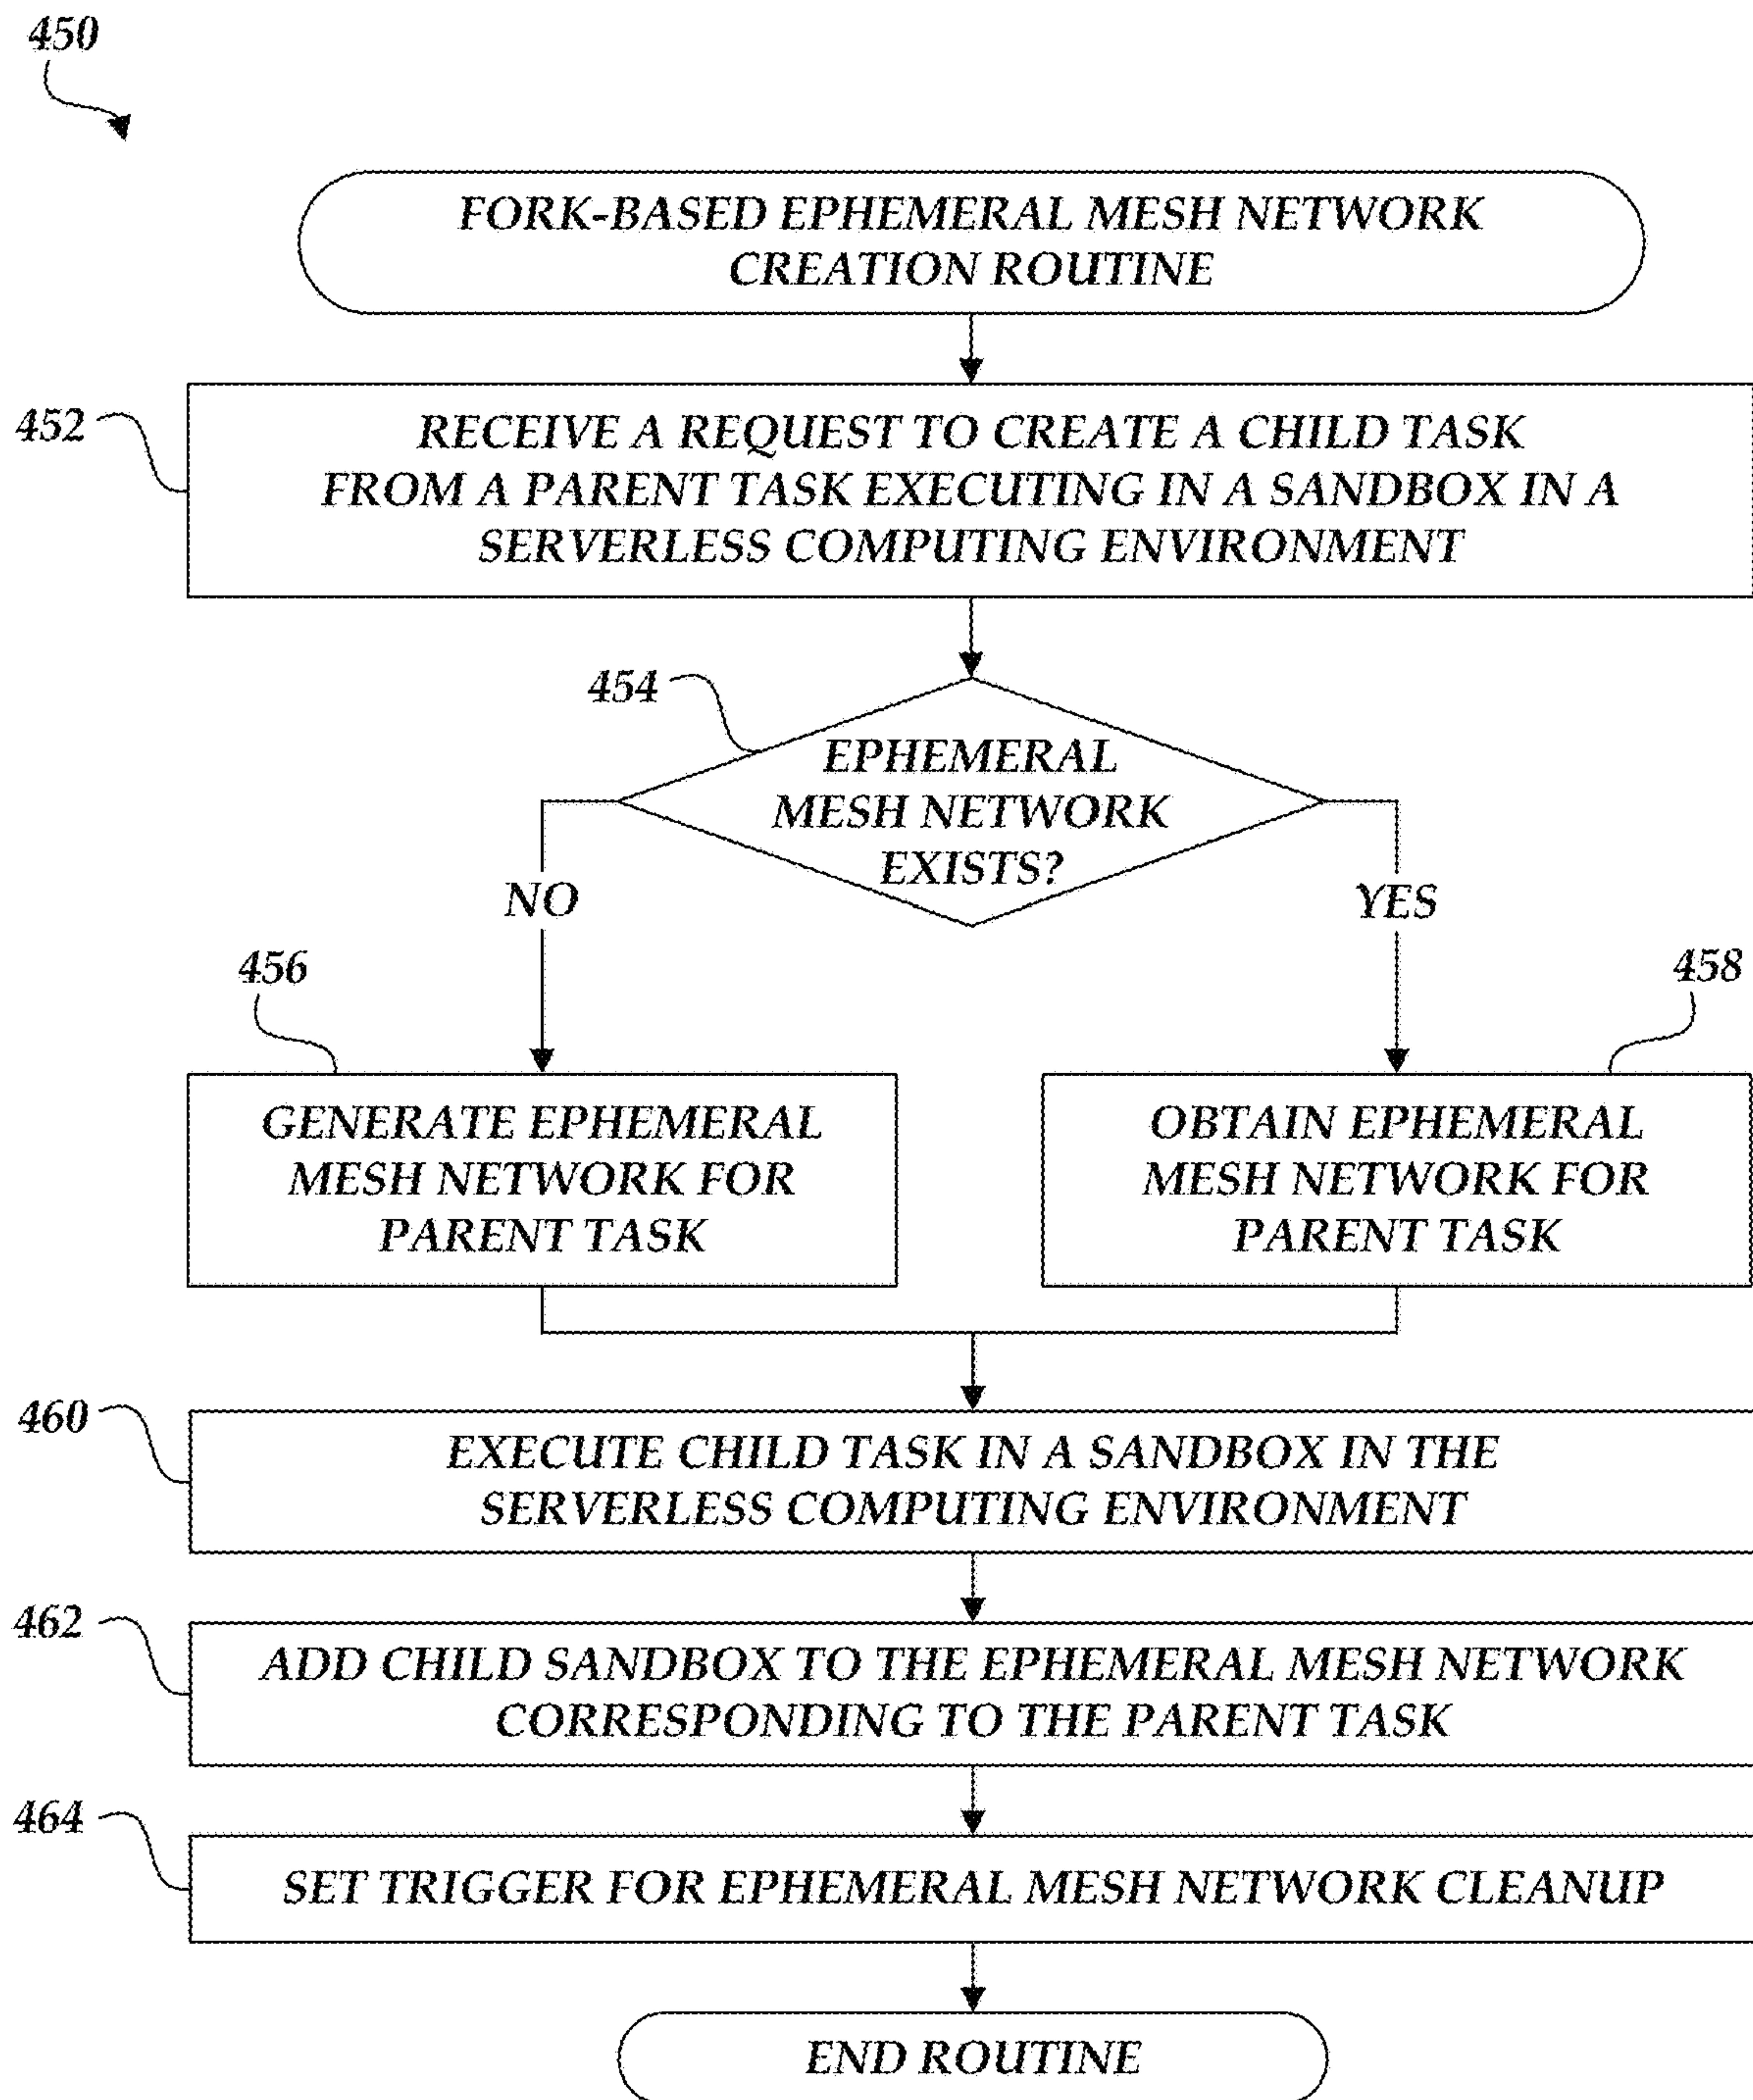 450
FORK-BASED EPHEMERAL MESH NETWORK
CREATION ROUTINE
452
RECEIVE A REQUEST TO CREATE A CHILD TASK
FROM A PARENT TASK EXECUTING IN A SANDBOX IN A
SERVERLESS COMPUTING ENVIRONMENT
454
EPHEMERAL
MESH NETWORK
EXISTS?
NO
YES
456
458
GENERATE EPHEMERAL
MESH NETWORK FOR
PARENT TASK
OBTAIN EPHEMERAL
MESH NETWORK FOR
PARENT TASK
460
EXECUTE CHILD TASK IN A SANDBOX IN THE
SERVERLESS COMPUTING ENVIRONMENT
462
ADD CHILD SANDBOX TO THE EPHEMERAL MESH NETWORK
CORRESPONDING TO THE PARENT TASK
464
SET TRIGGER FOR EPHEMERAL MESH NETWORK CLEANUP
END ROUTINE